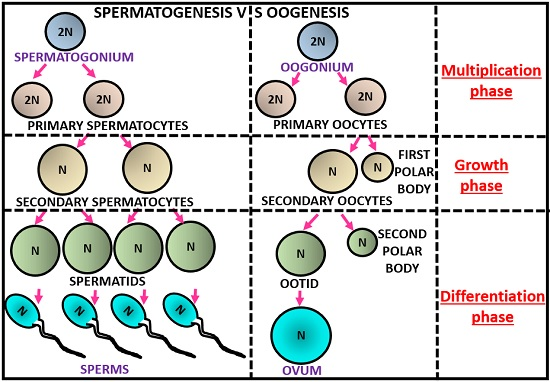 SPERMATOGENESIS V S OOGENESIS
2N
SPERMATOGONIUM
2N
2N
PRIMARY SPERMATOCYTES
2N
OOGONIUM
2N
2N
PRIMARY OOCYTES
Multiplication
phase
N
N
SECONDARY SPERMATOCYTES
N
N
FIRST
POLAR
BODY
SECONDARY OOCYTES
Growth
phase
N
N
N
N
SPERMATIDS
N
N
N
N
SPERMS
N
N
SECOND
POLAR
BODY
OOTID
N
OVUM
Differentiation
phase